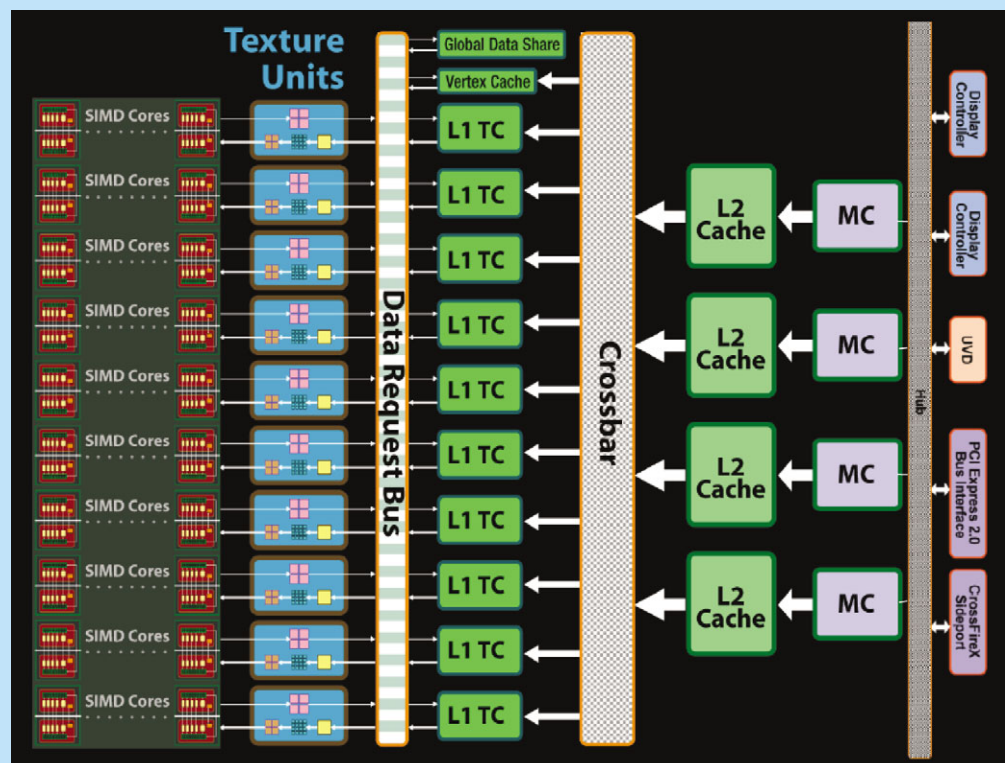 Texture
Units
Global Data Share
Vertex Cache
SIMD Cores
L1 TC
SIMD Cores
L1 TC
SIMD Cores
L1 TC
SIMD Cores
L1 TC
SIMD Cores
L1 TC
SIMD Cores
L1 TC
SIMD Cores
L1 TC
SIMD Cores
L1 TC
SIMD Cores
L1 TC
SIMD Cores
L1 TC
Data Request Bus
Crossbar
L2
Cache
MC
L2
Cache
MC
L2
Cache
MC
L2
Cache
MC
Hub
Display
Controller
Display
Controller
UVD
PCI Express 2.0
Bus Interface
CrossFireX
Sideport